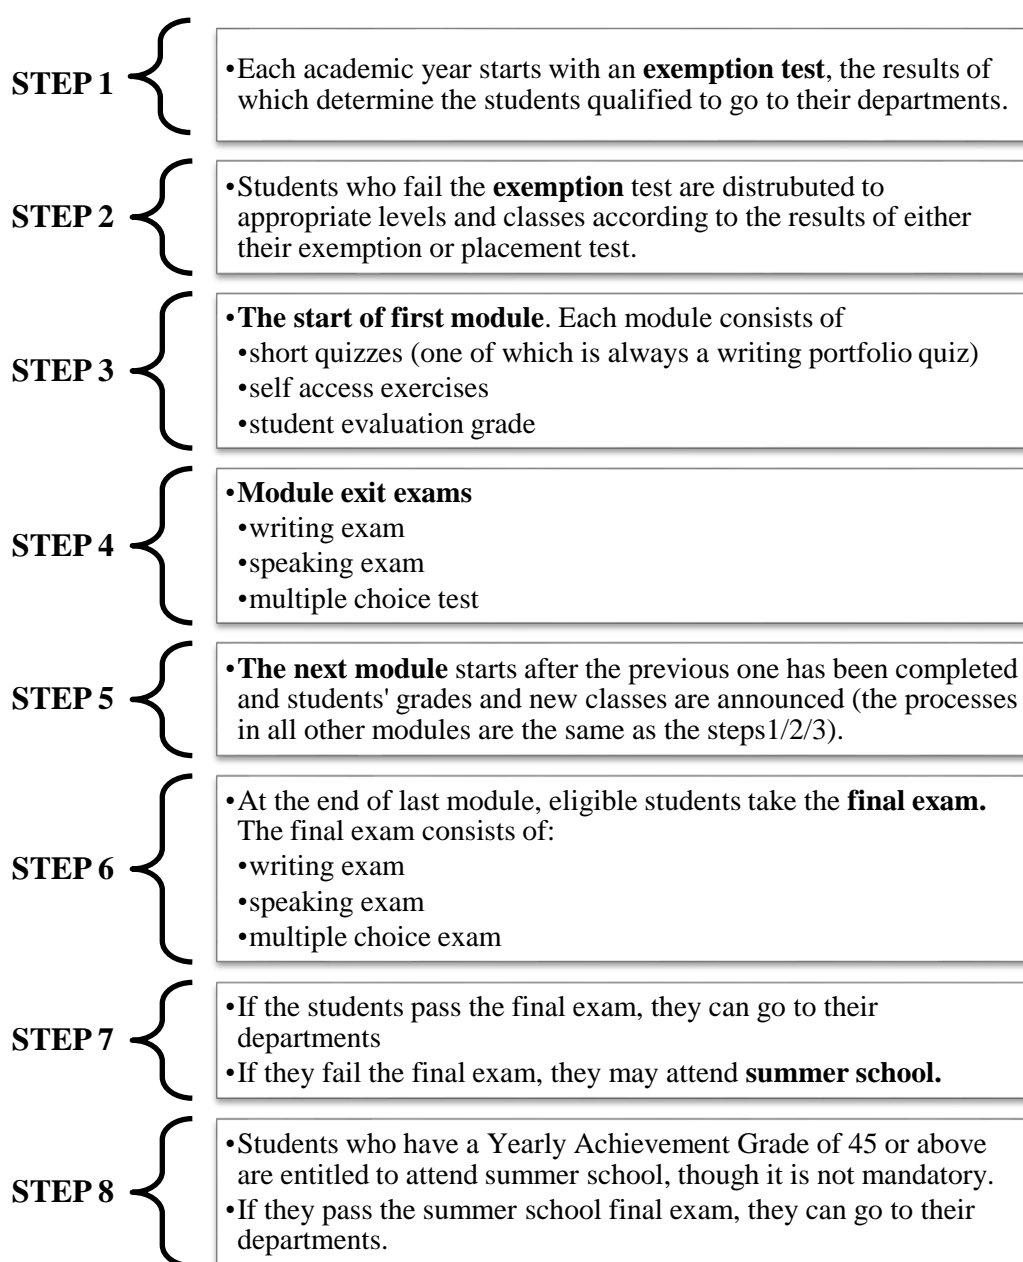 STEP 1
•Each academic year starts with an exemption test, the results of
which determine the students qualified to go to their departments.
STEP 2
•Students who fail the exemption test are distrubuted to
appropriate levels and classes according to the results of either
their exemption or placement test.
STEP 3
•The start of first module. Each module consists of
•short quizzes (one of which is always a writing portfolio quiz)
•self access exercises
•student evaluation grade
STEP 4
•Module exit exams
•writing exam
•speaking exam
•multiple choice test
STEP 5
•The next module starts after the previous one has been completed
and students' grades and new classes are announced (the processes
in all other modules are the same as the steps1/2/3).
STEP 6
•At the end of last module, eligible students take the final exam.
The final exam consists of:
•writing exam
•speaking exam
•multiple choice exam
STEP 7
•If the students pass the final exam, they can go to their
departments
•If they fail the final exam, they may attend summer school.
STEP 8
•Students who have a Yearly Achievement Grade of 45 or above
are entitled to attend summer school, though it is not mandatory.
•If they pass the summer school final exam, they can go to their
departments.